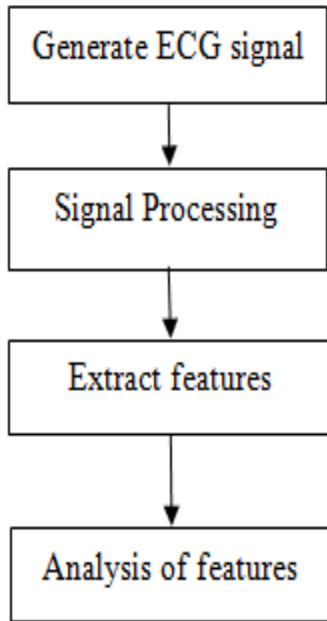 Generate ECG signal
Signal Processing
Extract features
Analysis of features